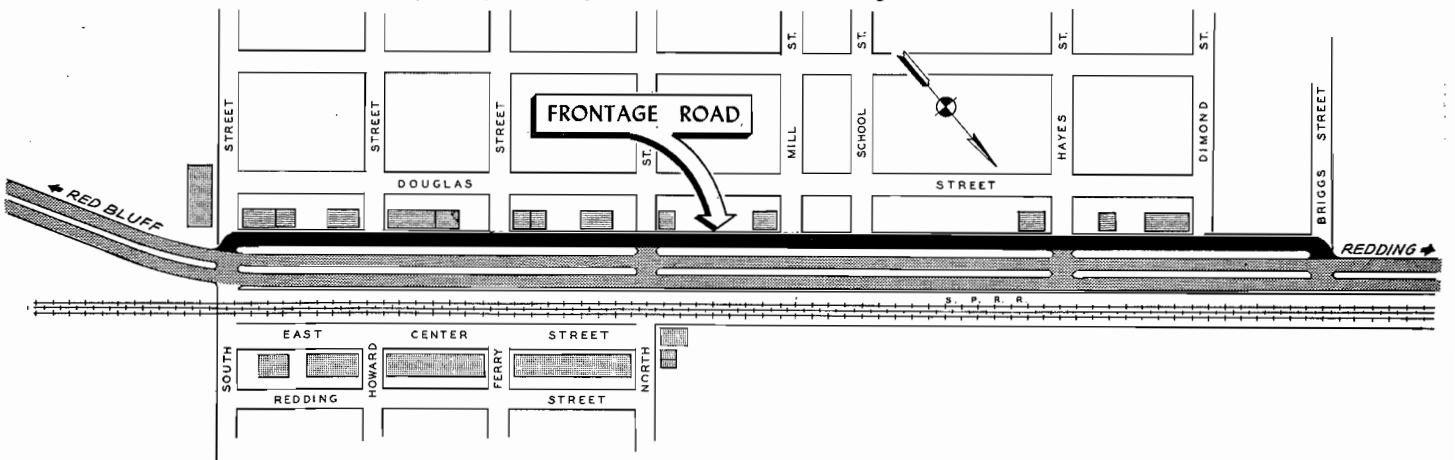 ST.
ST.
ST.
ST.
STREET
STREET
STREET
ST.
FRONTAGE ROAD
MILL
SCHOOL
HAYES
DIMOND
BRIGGS STREET
DOUGLAS STREET
← RED BLUFF
REDDING →
S. P. R. R.
EAST CENTER STREET
SOUTH
HOWARD
FERRY
NORTH
REDDING STREET